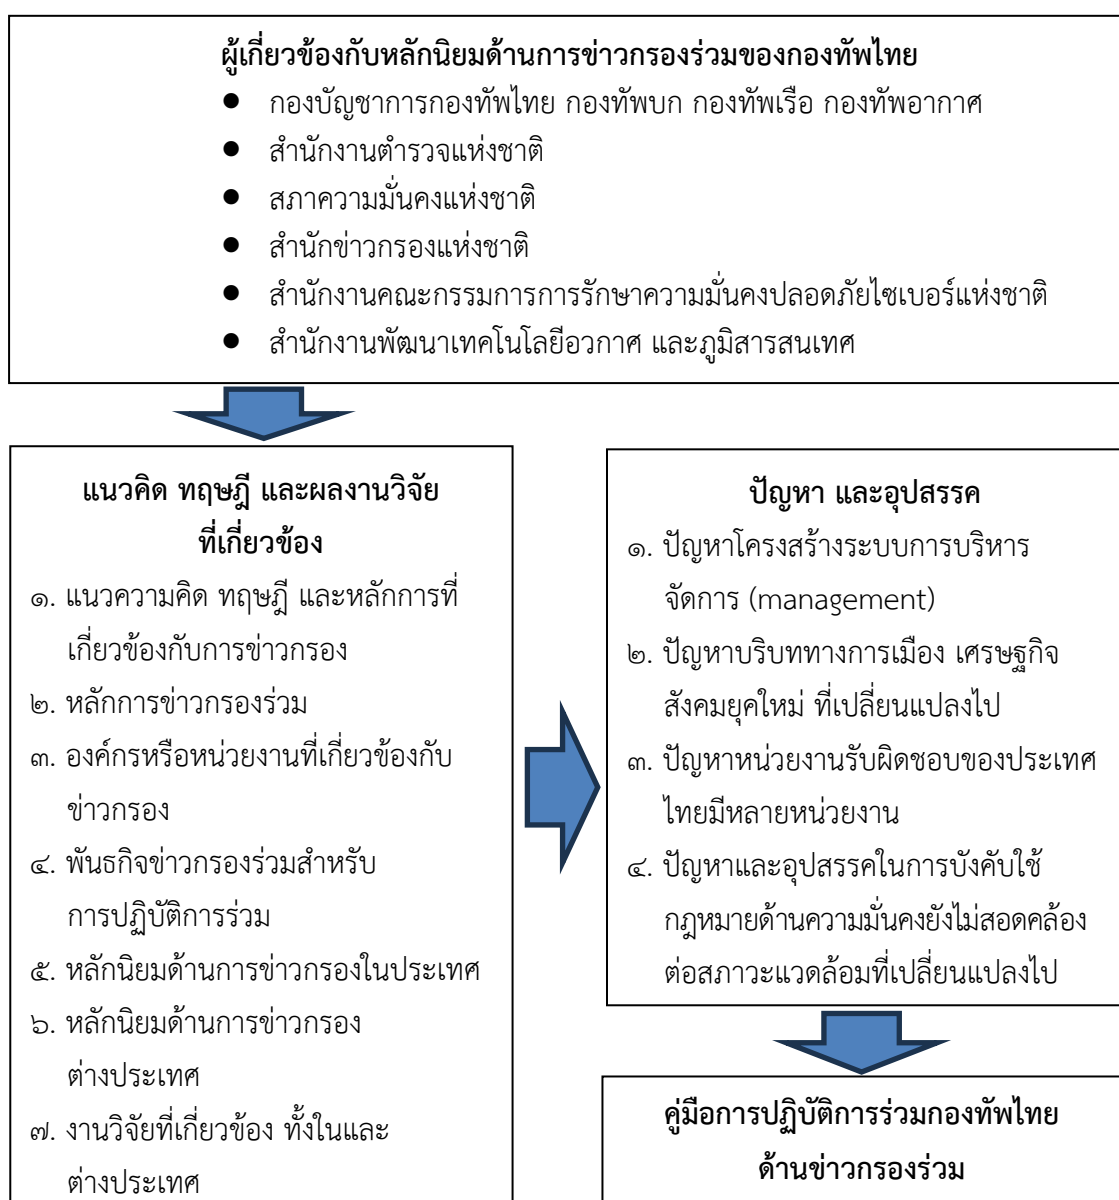 ผู้เกี่ยวข้องกับหลักนิยมด้านการข่าวกรองร่วมของกองทัพไทย
● กองบัญชาการกองทัพไทย กองทัพบก กองทัพเรือ กองทัพอากาศ
● สำนักงานตำรวจแห่งชาติ
● สภาความมั่นคงแห่งชาติ
● สำนักข่าวกรองแห่งชาติ
● สำนักงานคณะกรรมการการรักษาความมั่นคงปลอดภัยไซเบอร์แห่งชาติ
● สำนักงานพัฒนาเทคโนโลยีอวกาศ และภูมิสารสนเทศ
แนวคิด ทฤษฎี และผลงานวิจัย
ที่เกี่ยวข้อง
๑. แนวความคิด ทฤษฎี และหลักการที่
เกี่ยวข้องกับการข่าวกรอง
๒. หลักการข่าวกรองร่วม
๓. องค์กรหรือหน่วยงานที่เกี่ยวข้องกับ
ข่าวกรอง
๔. พันธกิจข่าวกรองร่วมสำหรับ
การปฏิบัติการร่วม
๕. หลักนิยมด้านการข่าวกรองในประเทศ
๖. หลักนิยมด้านการข่าวกรอง
ต่างประเทศ
๗. งานวิจัยที่เกี่ยวข้อง ทั้งในและ
ต่างประเทศ
ปัญหา และอุปสรรค
๑. ปัญหาโครงสร้างระบบการบริหาร
จัดการ (management)
๒. ปัญหาบริบททางการเมือง เศรษฐกิจ
สังคมยุคใหม่ ที่เปลี่ยนแปลงไป
๓. ปัญหาหน่วยงานรับผิดชอบของประเทศ
ไทยมีหลายหน่วยงาน
๔. ปัญหาและอุปสรรคในการบังคับใช้
กฎหมายด้านความมั่นคงยังไม่สอดคล้อง
ต่อสภาวะแวดล้อมที่เปลี่ยนแปลงไป
คู่มือการปฏิบัติการร่วมกองทัพไทย
ด้านข่าวกรองร่วม